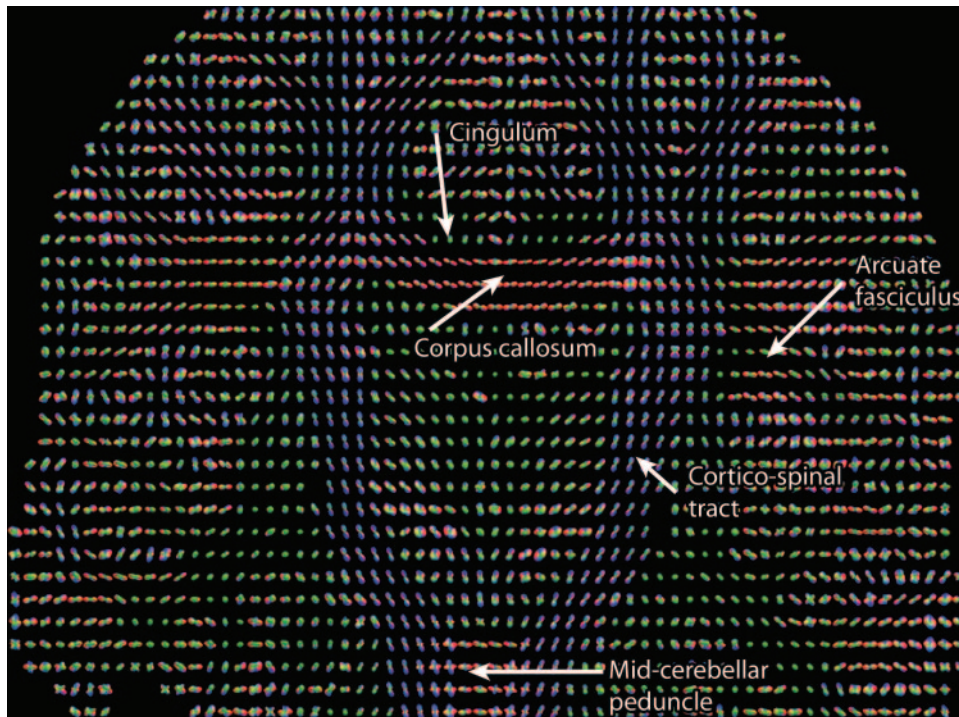 Cingulum
Arcuate
fasciculus
Corpus callosum
Cortico-spinal
tract
Mid-cerebellar
peduncle